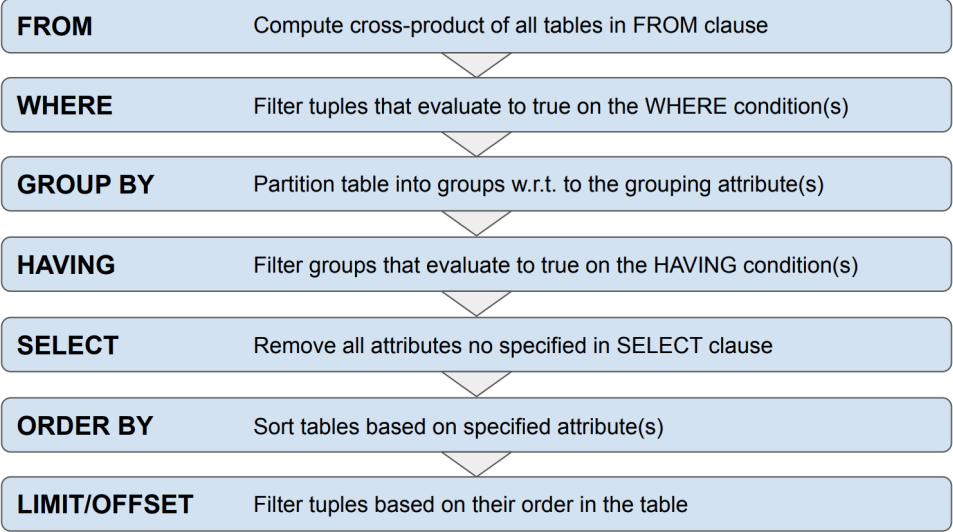 FROM Compute cross-product of all tables in FROM clause
WHERE Filter tuples that evaluate to true on the WHERE condition(s)
GROUP BY Partition table into groups w.r.t. to the grouping attribute(s)
HAVING Filter groups that evaluate to true on the HAVING condition(s)
SELECT Remove all attributes no specified in SELECT clause
ORDER BY Sort tables based on specified attribute(s)
LIMIT/OFFSET Filter tuples based on their order in the table